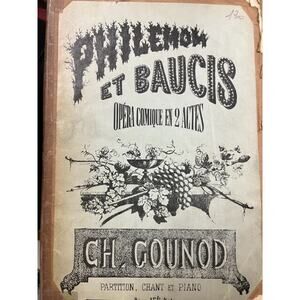 PHILEMON
ET BAUCIS
OPÉRA COMIQUE EN 2 ACTES
CH. GOUNOD
PARTITION, CHANT ET PIANO